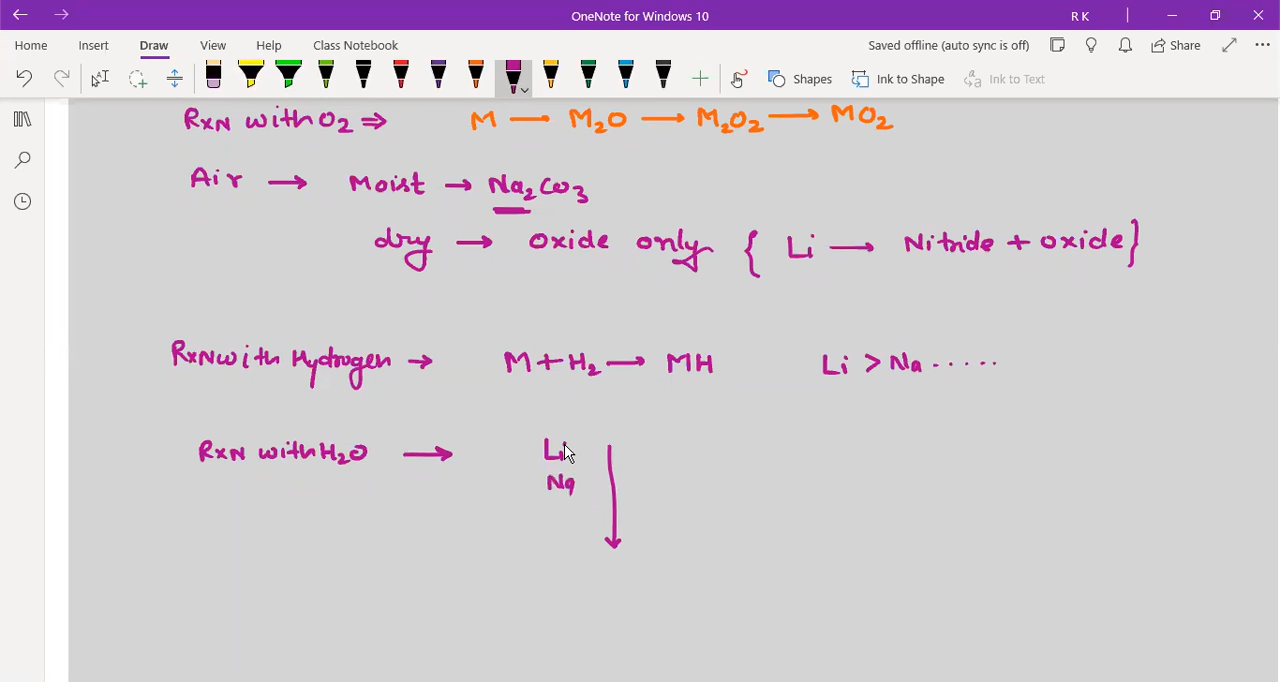 OneNote for Windows 10
R K
Home Insert Draw View Help Class Notebook
Saved offline (auto sync is off)
Share
Shapes
Ink to Shape
Ink to Text
RxN with O2 ⇒ M → M2O → M2O2 → MO2
Air → Moist → Na2CO3
dry → Oxide only { Li → Nitride + oxide }
RxN with Hydrogen → M + H2 → MH Li > Na ......
RxN with H2O → Li
Na